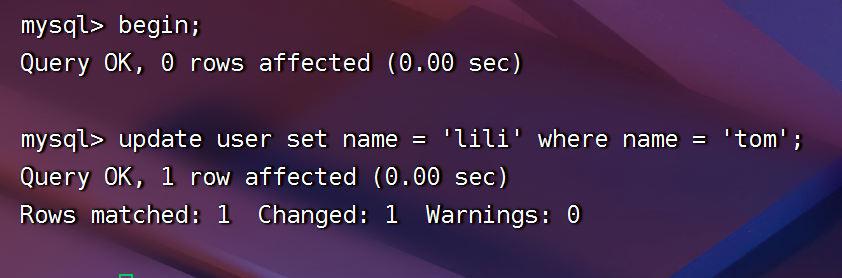 mysql> begin;
Query OK, 0 rows affected (0.00 sec)
mysql> update user set name = 'lili' where name = 'tom';
Query OK, 1 row affected (0.00 sec)
Rows matched: 1  Changed: 1  Warnings: 0